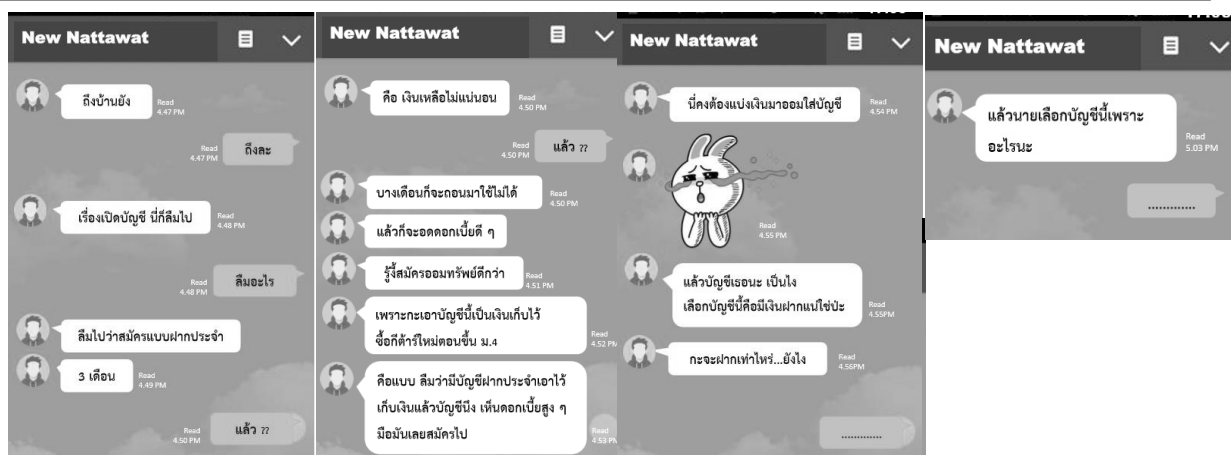 New Nattawat
ถึงบ้านยัง
Read
4.47 PM
ถึงละ
Read
4.47 PM
เรื่องเปิดบัญชี นี่ก็ลืมไป
Read
4.48 PM
ลืมอะไร
Read
4.48 PM
ลืมไปว่าสมัครแบบฝากประจำ
3 เดือน
Read
4.49 PM
แล้ว ??
Read
4.50 PM
New Nattawat
คือ เงินเหลือไม่แน่นอน
Read
4.50 PM
แล้ว ??
Read
4.50 PM
บางเดือนก็จะถอนมาใช้ไม่ได้
Read
4.50 PM
แล้วก็จะอดดอกเบี้ยดี ๆ
รู้งี้สมัครออมทรัพย์ดีกว่า
Read
4.51 PM
เพราะกะเอาบัญชีนี้เป็นเงินเก็บไว้
ซื้อกีต้าร์ใหม่ตอนขึ้น ม.4
Read
4.52 PM
คือแบบ ลืมว่ามีบัญชีฝากประจำเอาไว้
เก็บเงินแล้วบัญชีนึง เห็นดอกเบี้ยสูง ๆ
มือมันเลยสมัครไป
Read
4.53 PM
New Nattawat
นี่คงต้องแบ่งเงินมาออมใส่บัญชี
Read
4.54 PM
Read
4.55 PM
แล้วบัญชีเธอนะ เป็นไง
เลือกบัญชีนี้คือมีเงินฝากแน่ใช่ปะ
Read
4.55PM
กะจะฝากเท่าไหร่...ยังไง
Read
4.56PM
.............
New Nattawat
แล้วนายเลือกบัญชีนี้เพราะ
อะไรนะ
Read
5.03 PM
.............